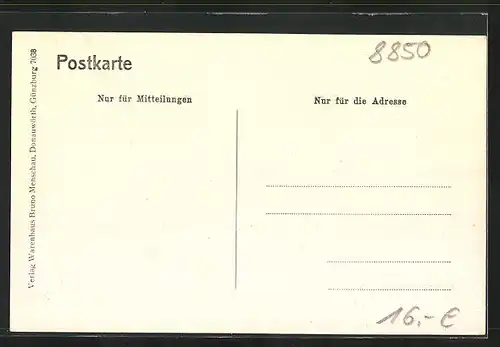 8850
Postkarte
Nur für Mitteilungen
Nur für die Adresse
Verlag Warenhaus Bruno Menschau, Donauwörth, Günzburg 7038
16,- €